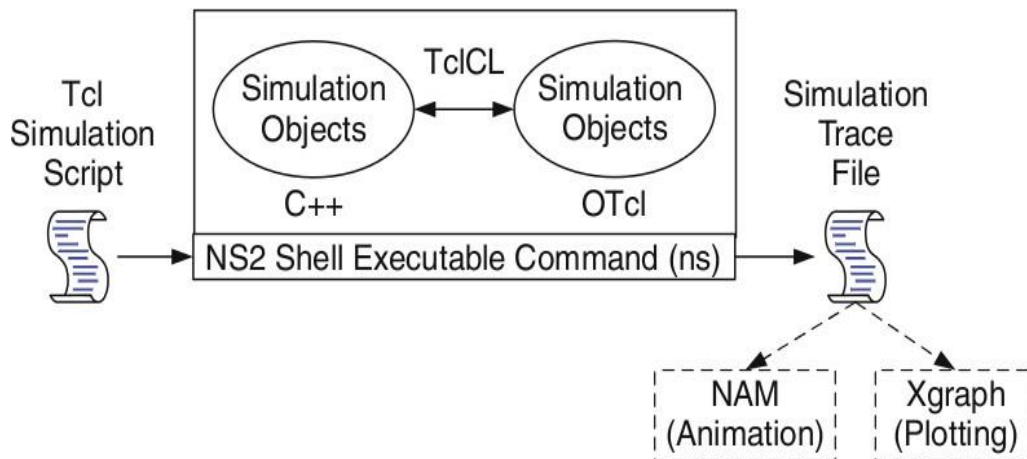 Tcl
Simulation
Script
TclCL
Simulation
Objects
Simulation
Objects
C++
OTcl
NS2 Shell Executable Command (ns)
Simulation
Trace
File
NAM
(Animation)
Xgraph
(Plotting)